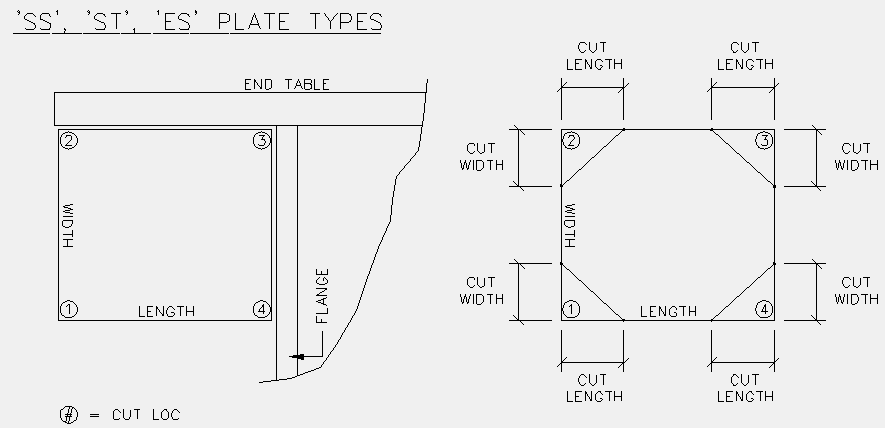 'SS', 'ST', 'ES' PLATE TYPES
END TABLE
2
3
WIDTH
1
LENGTH
4
FLANGE
# = CUT LOC
CUT
LENGTH
CUT
LENGTH
CUT
WIDTH
2
3
CUT
WIDTH
WIDTH
CUT
WIDTH
1
LENGTH
4
CUT
WIDTH
CUT
LENGTH
CUT
LENGTH